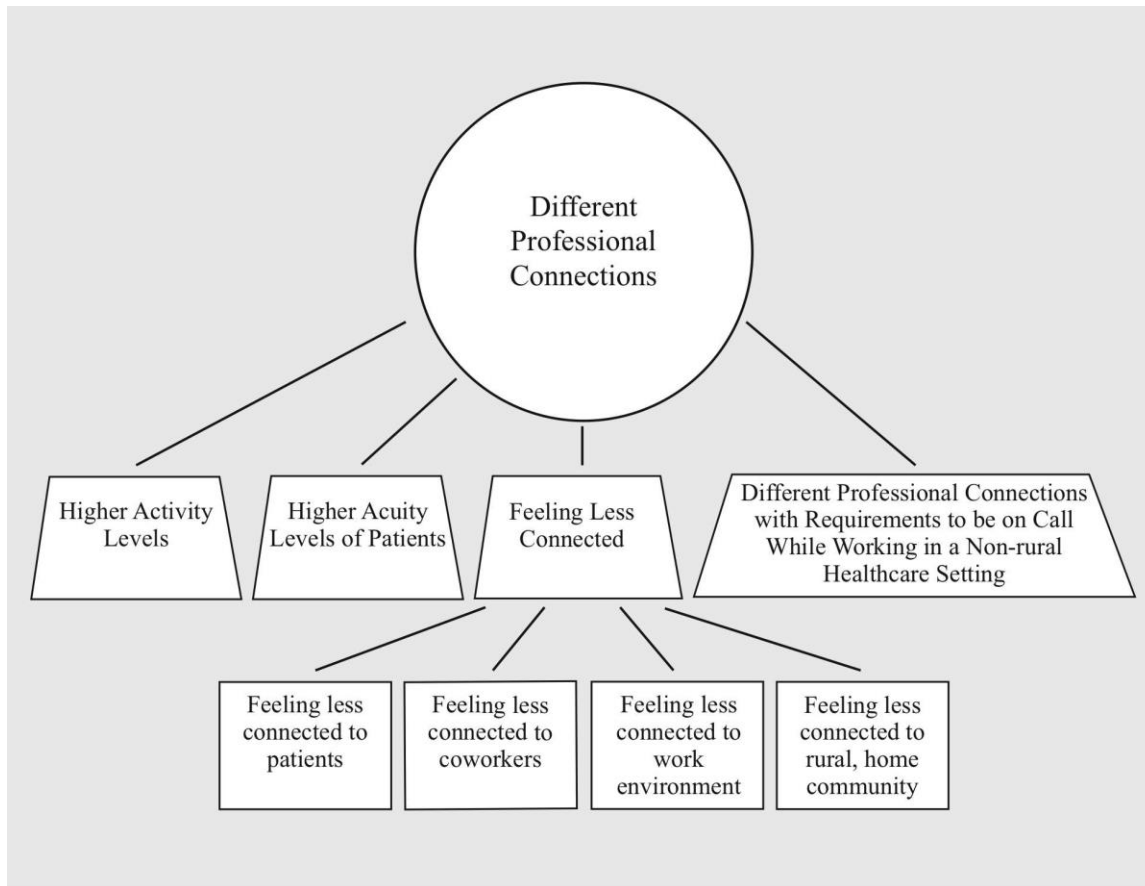 Different
Professional
Connections
Higher Activity
Levels
Higher Acuity
Levels of Patients
Feeling Less
Connected
Different Professional Connections
with Requirements to be on Call
While Working in a Non-rural
Healthcare Setting
Feeling less
connected to
patients
Feeling less
connected to
coworkers
Feeling less
connected to
work
environment
Feeling less
connected to
rural, home
community